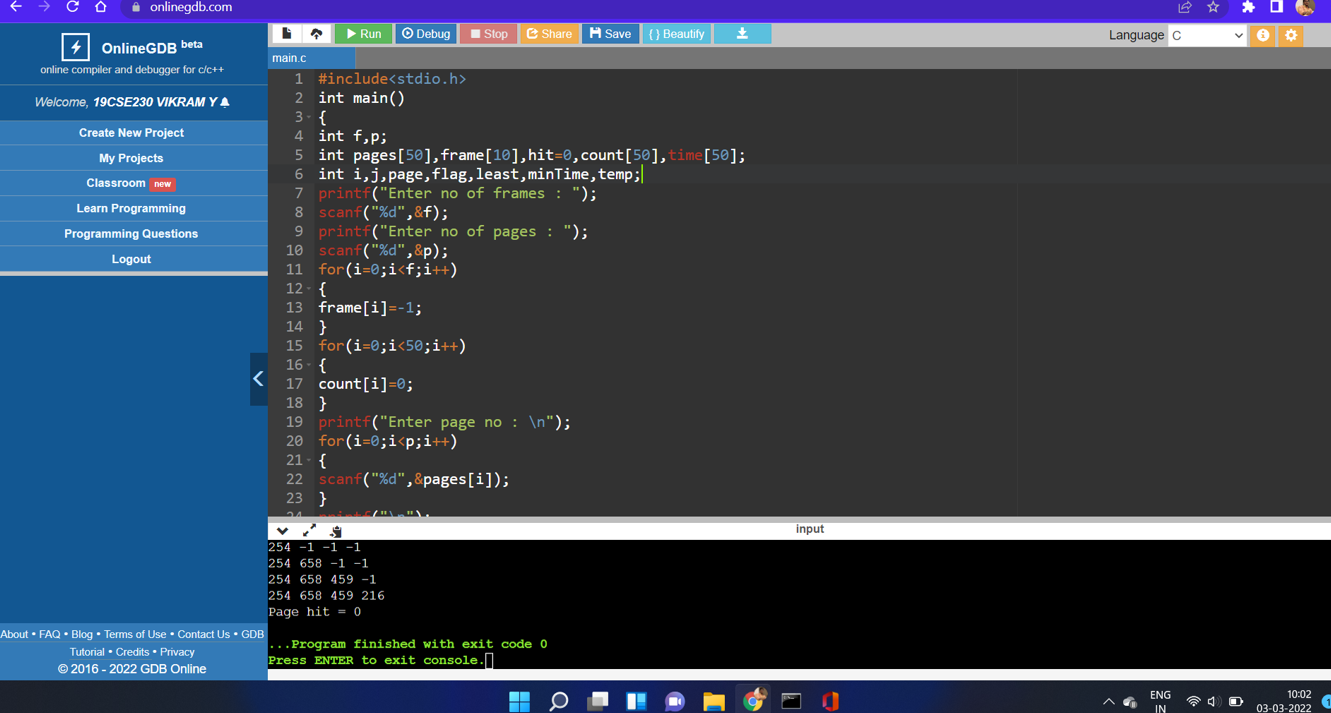 onlinegdb.com
OnlineGDB beta
online compiler and debugger for c/c++
Welcome, 19CSE230 VIKRAM Y
Create New Project
My Projects
Classroom new
Learn Programming
Programming Questions
Logout
About • FAQ • Blog • Terms of Use • Contact Us • GDB
Tutorial • Credits • Privacy
© 2016 - 2022 GDB Online
Run Debug Stop Share Save { } Beautify
Language C
main.c
1 #include<stdio.h>
2 int main()
3 {
4 int f,p;
5 int pages[50],frame[10],hit=0,count[50],time[50];
6 int i,j,page,flag,least,minTime,temp;
7 printf("Enter no of frames : ");
8 scanf("%d",&f);
9 printf("Enter no of pages : ");
10 scanf("%d",&p);
11 for(i=0;i<f;i++)
12 {
13 frame[i]=-1;
14 }
15 for(i=0;i<50;i++)
16 {
17 count[i]=0;
18 }
19 printf("Enter page no : \n");
20 for(i=0;i<p;i++)
21 {
22 scanf("%d",&pages[i]);
23 }
24 printf("\n");
input
254 -1 -1 -1
254 658 -1 -1
254 658 459 -1
254 658 459 216
Page hit = 0
...Program finished with exit code 0
Press ENTER to exit console.
ENG
IN
10:02
03-03-2022
1